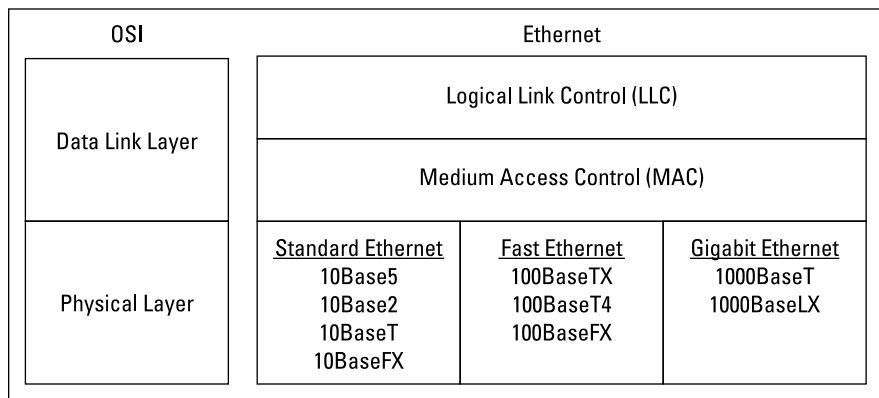 OSI
Ethernet
Data Link Layer
Logical Link Control (LLC)
Medium Access Control (MAC)
Physical Layer
Standard Ethernet
10Base5
10Base2
10BaseT
10BaseFX
Fast Ethernet
100BaseTX
100BaseT4
100BaseFX
Gigabit Ethernet
1000BaseT
1000BaseLX